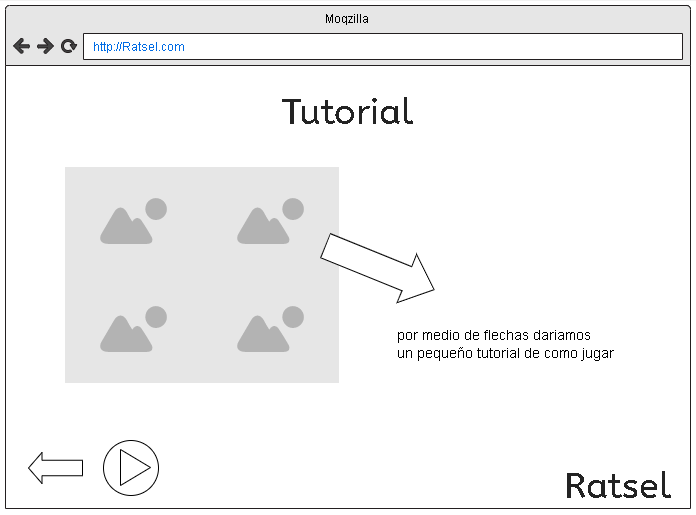 Moqzilla
http://Ratsel.com
Tutorial
por medio de flechas dariamos
un pequeño tutorial de como jugar
Ratsel